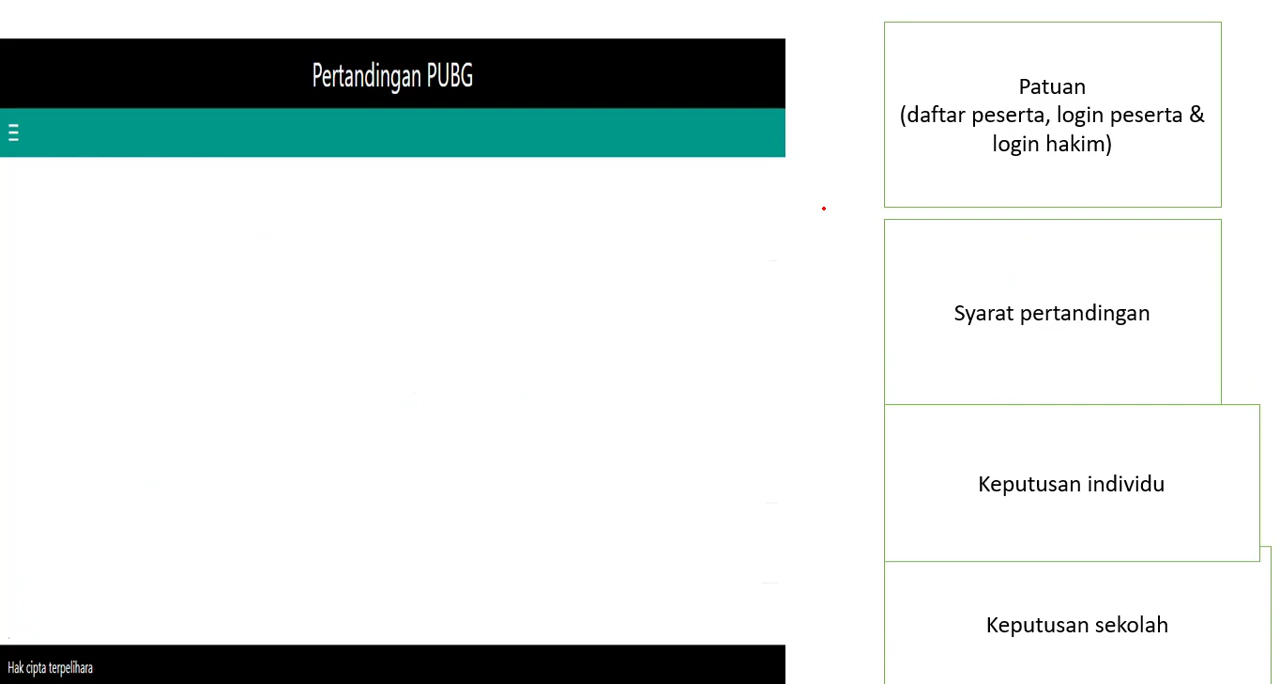 Pertandingan PUBG
Hak cipta terpelihara
Patuan
(daftar peserta, login peserta &
login hakim)
Syarat pertandingan
Keputusan individu
Keputusan sekolah